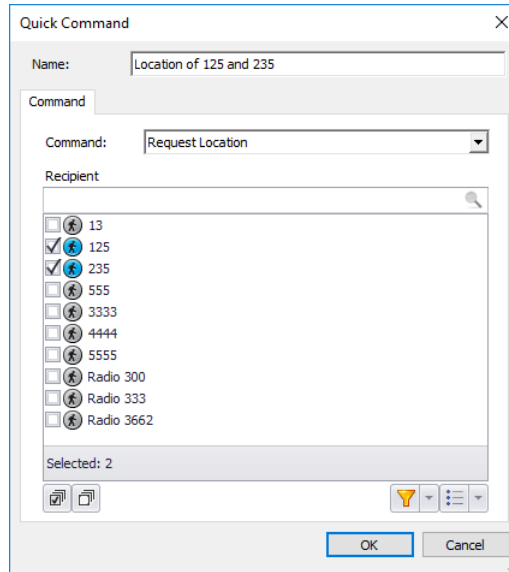 Quick Command
Name: Location of 125 and 235
Command
Command: Request Location
Recipient
13
125
235
555
3333
4444
5555
Radio 300
Radio 333
Radio 3662
Selected: 2
OK Cancel